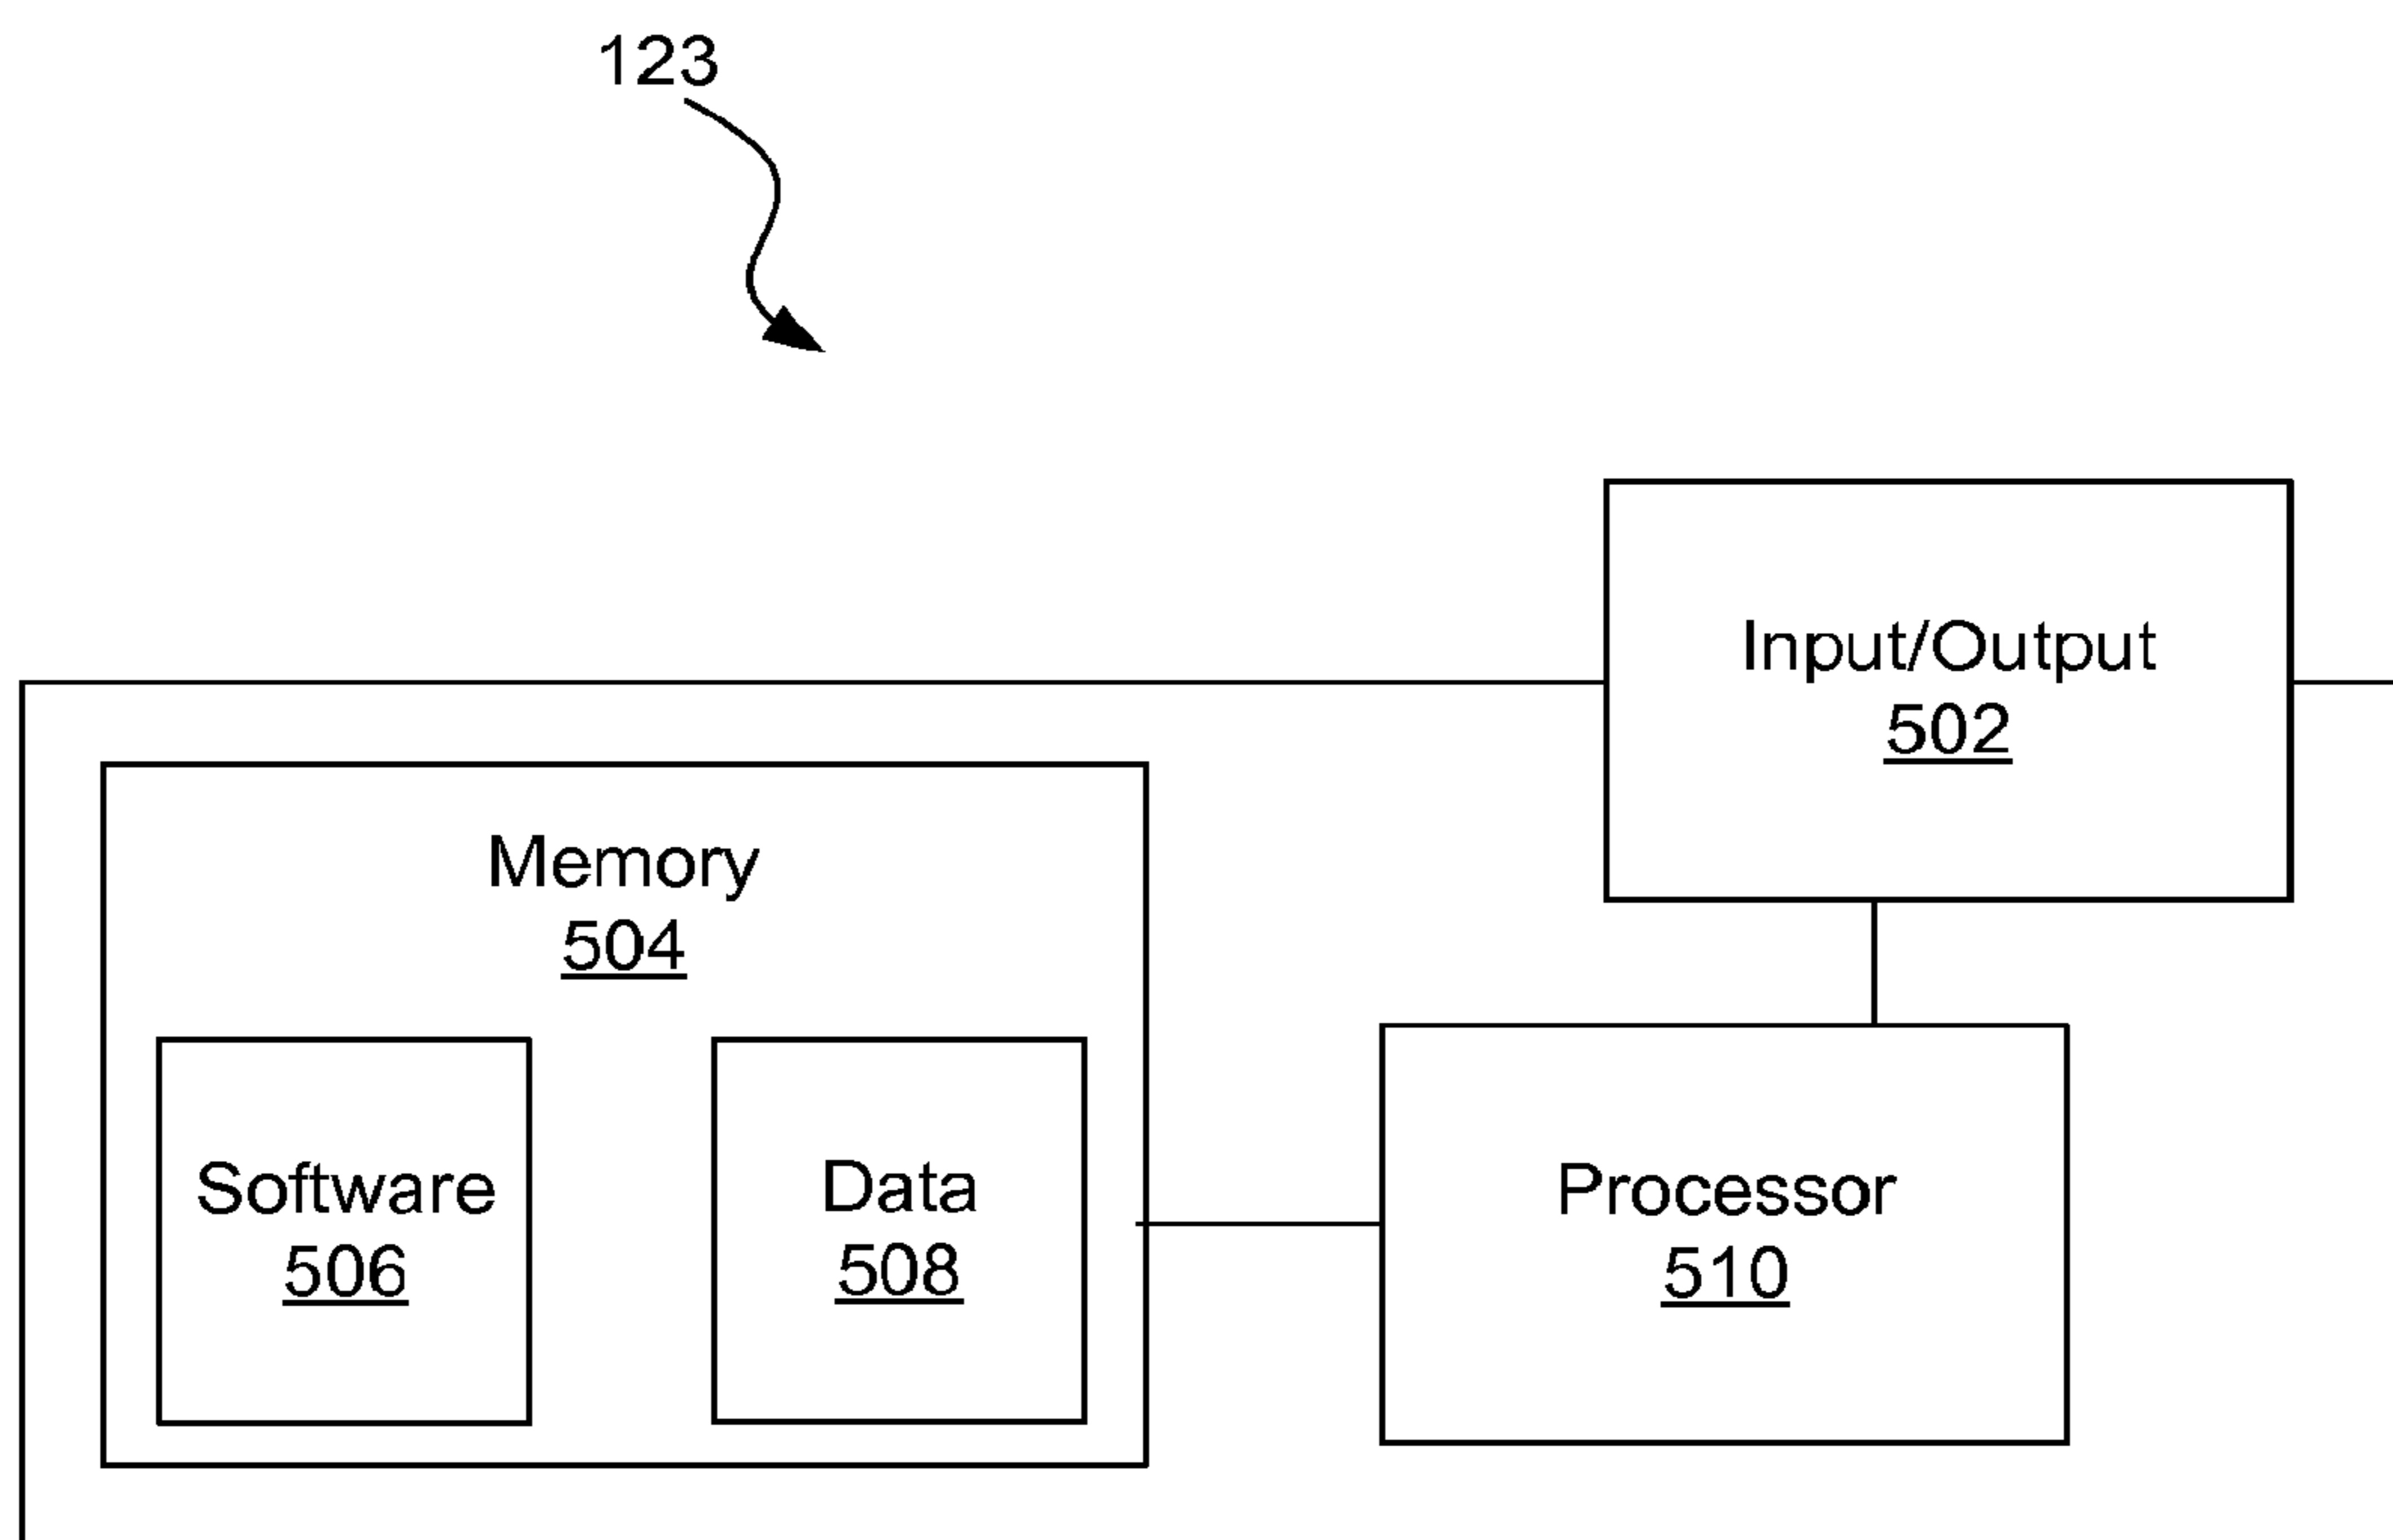 123
Input/Output
502
Memory
504
Software
506
Data
508
Processor
510